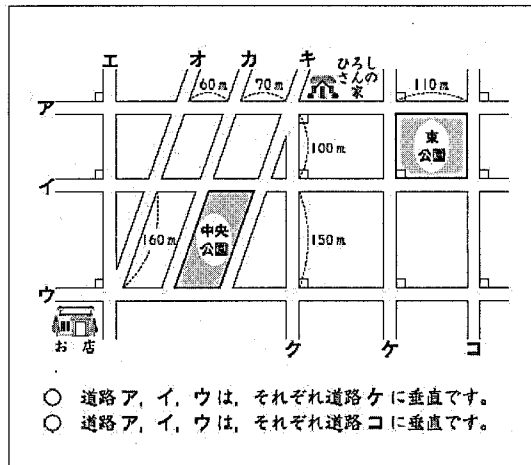 エ オ カ キ
ひろしさんの家
60m 70m 110m
ア
100m
東公園
イ
160m
中央公園
150m
ウ
お店
ク ケ コ
○ 道路ア，イ，ウは，それぞれ道路ケに垂直です。
○ 道路ア，イ，ウは，それぞれ道路コに垂直です。